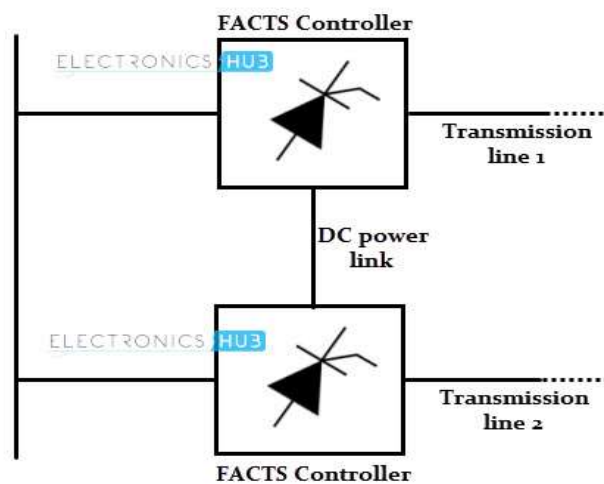 FACTS Controller
ELECTRONICS HUB
Transmission
line 1
DC power
link
ELECTRONICS HUB
Transmission
line 2
FACTS Controller